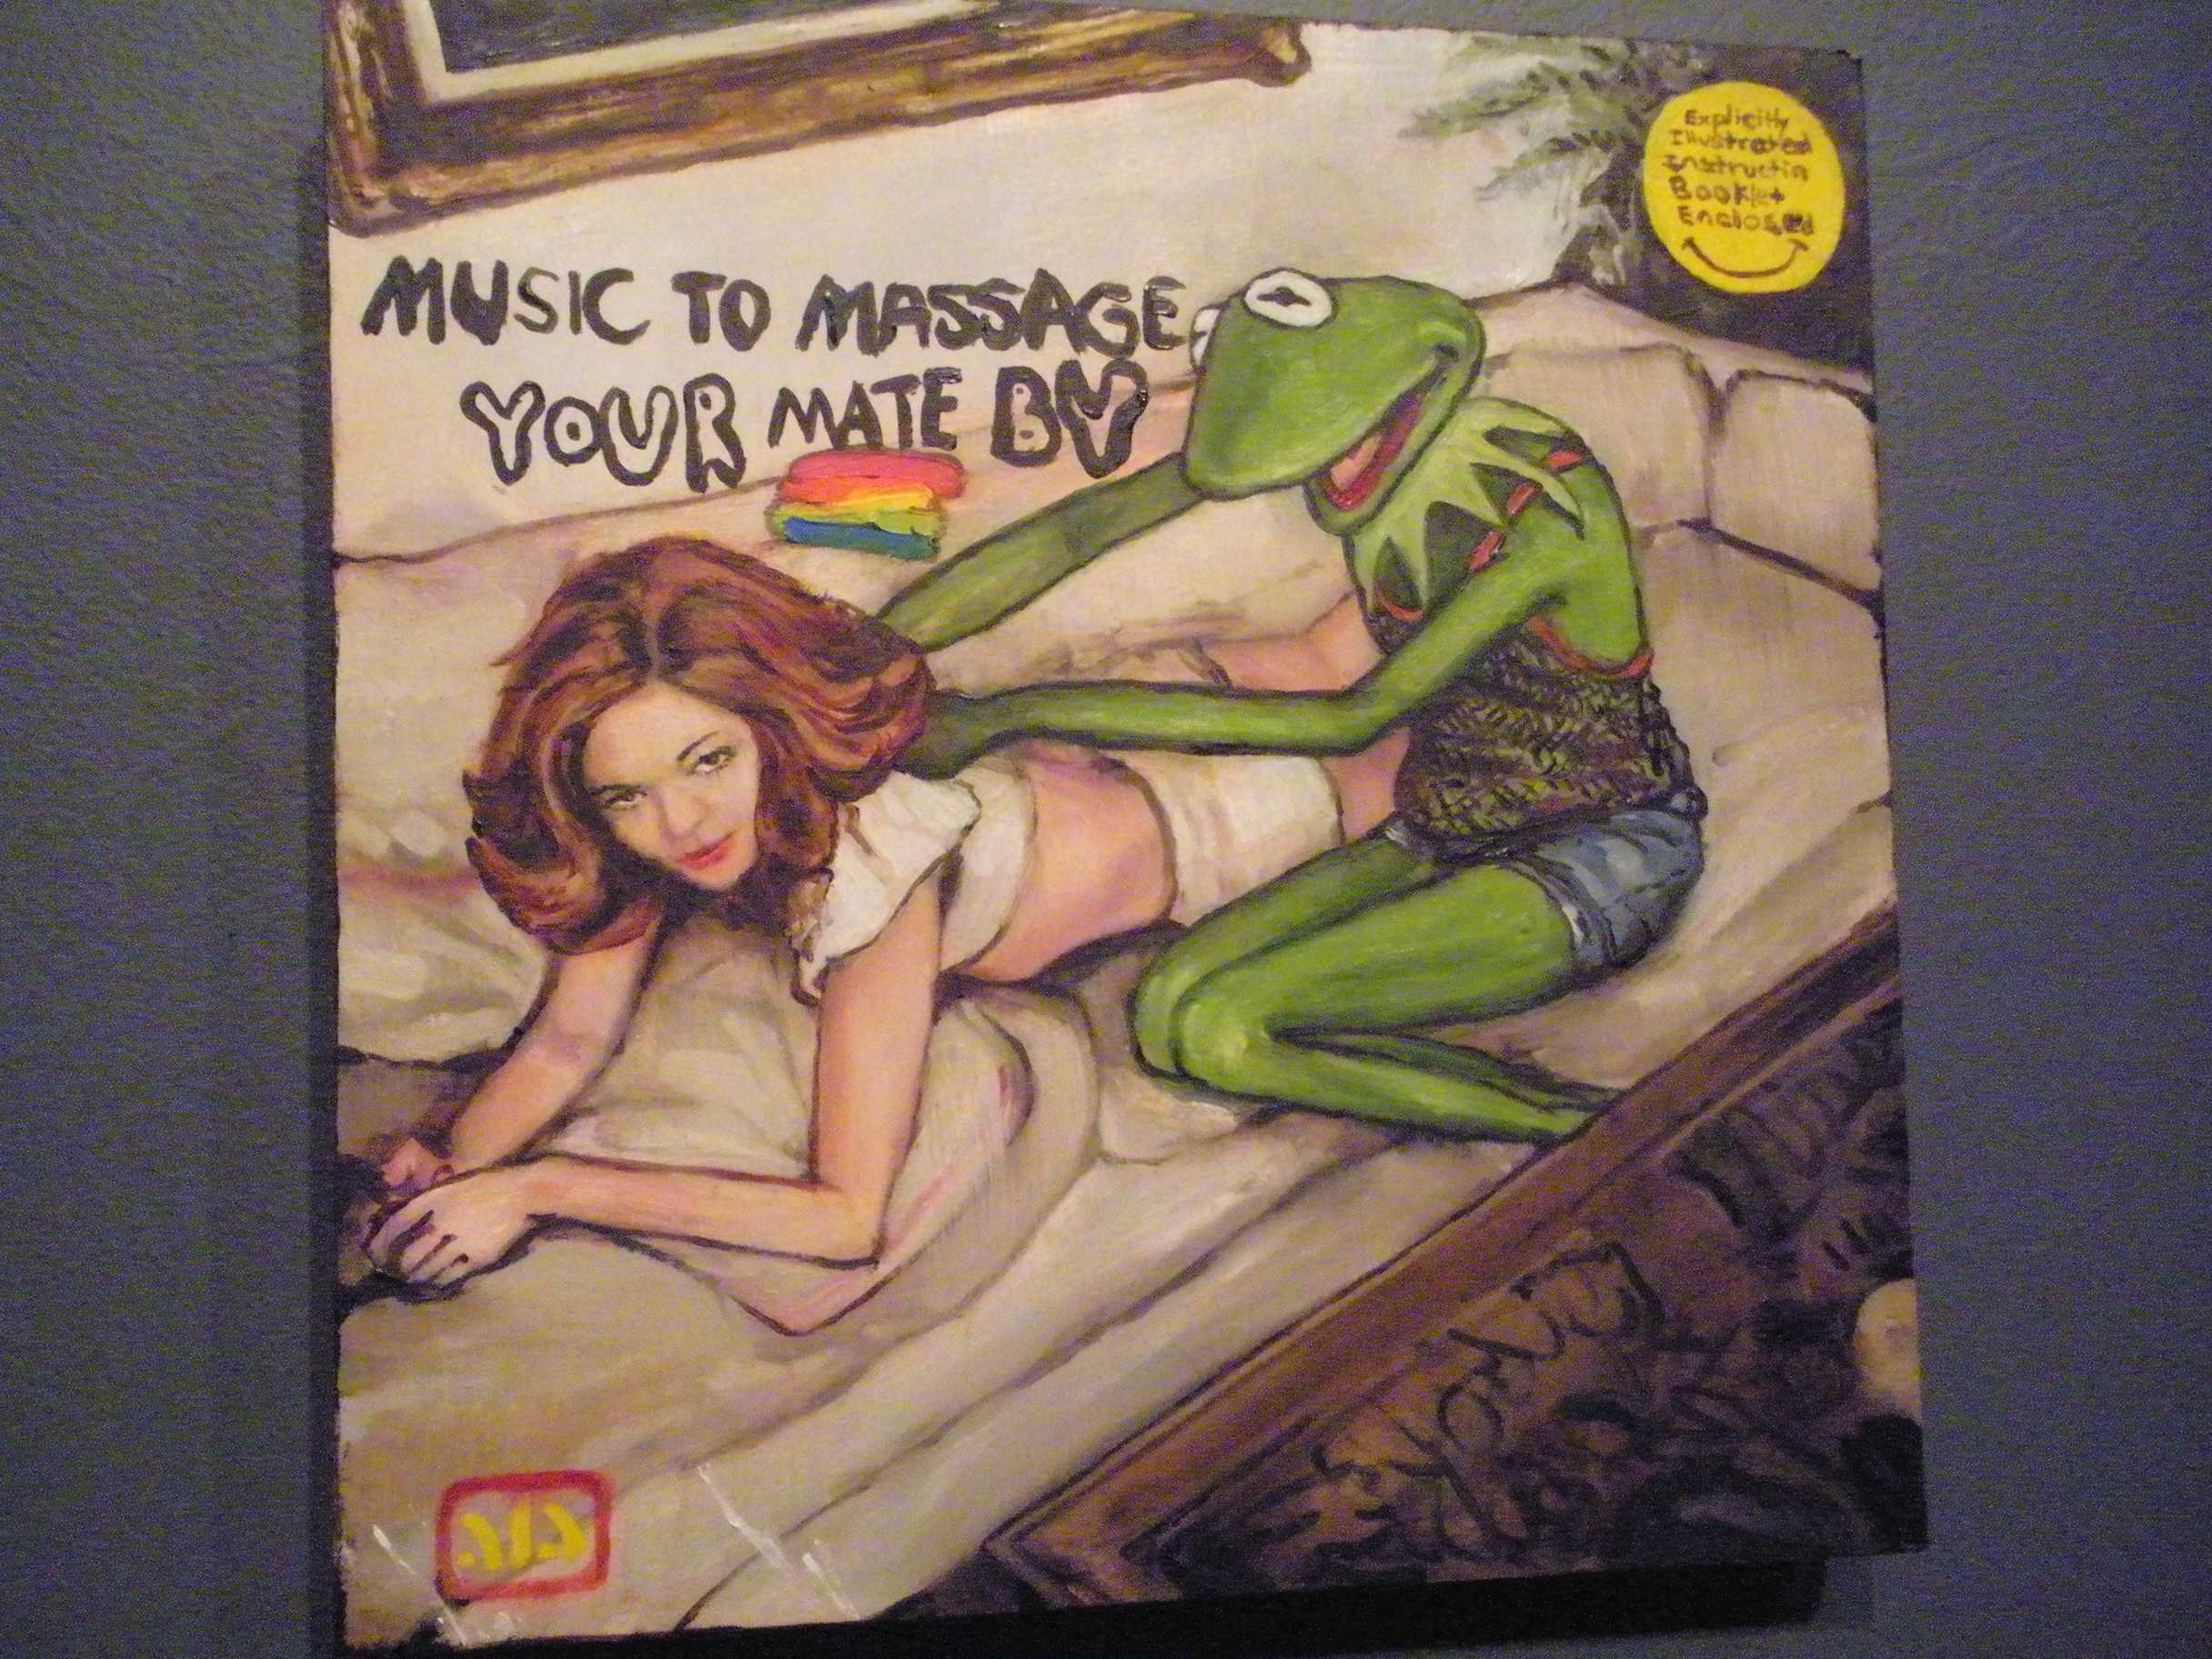 MUSIC TO MASSAGE
YOUR MATE BY
Explicitly
Illustrated
Instructin
Booklet
Enclosed